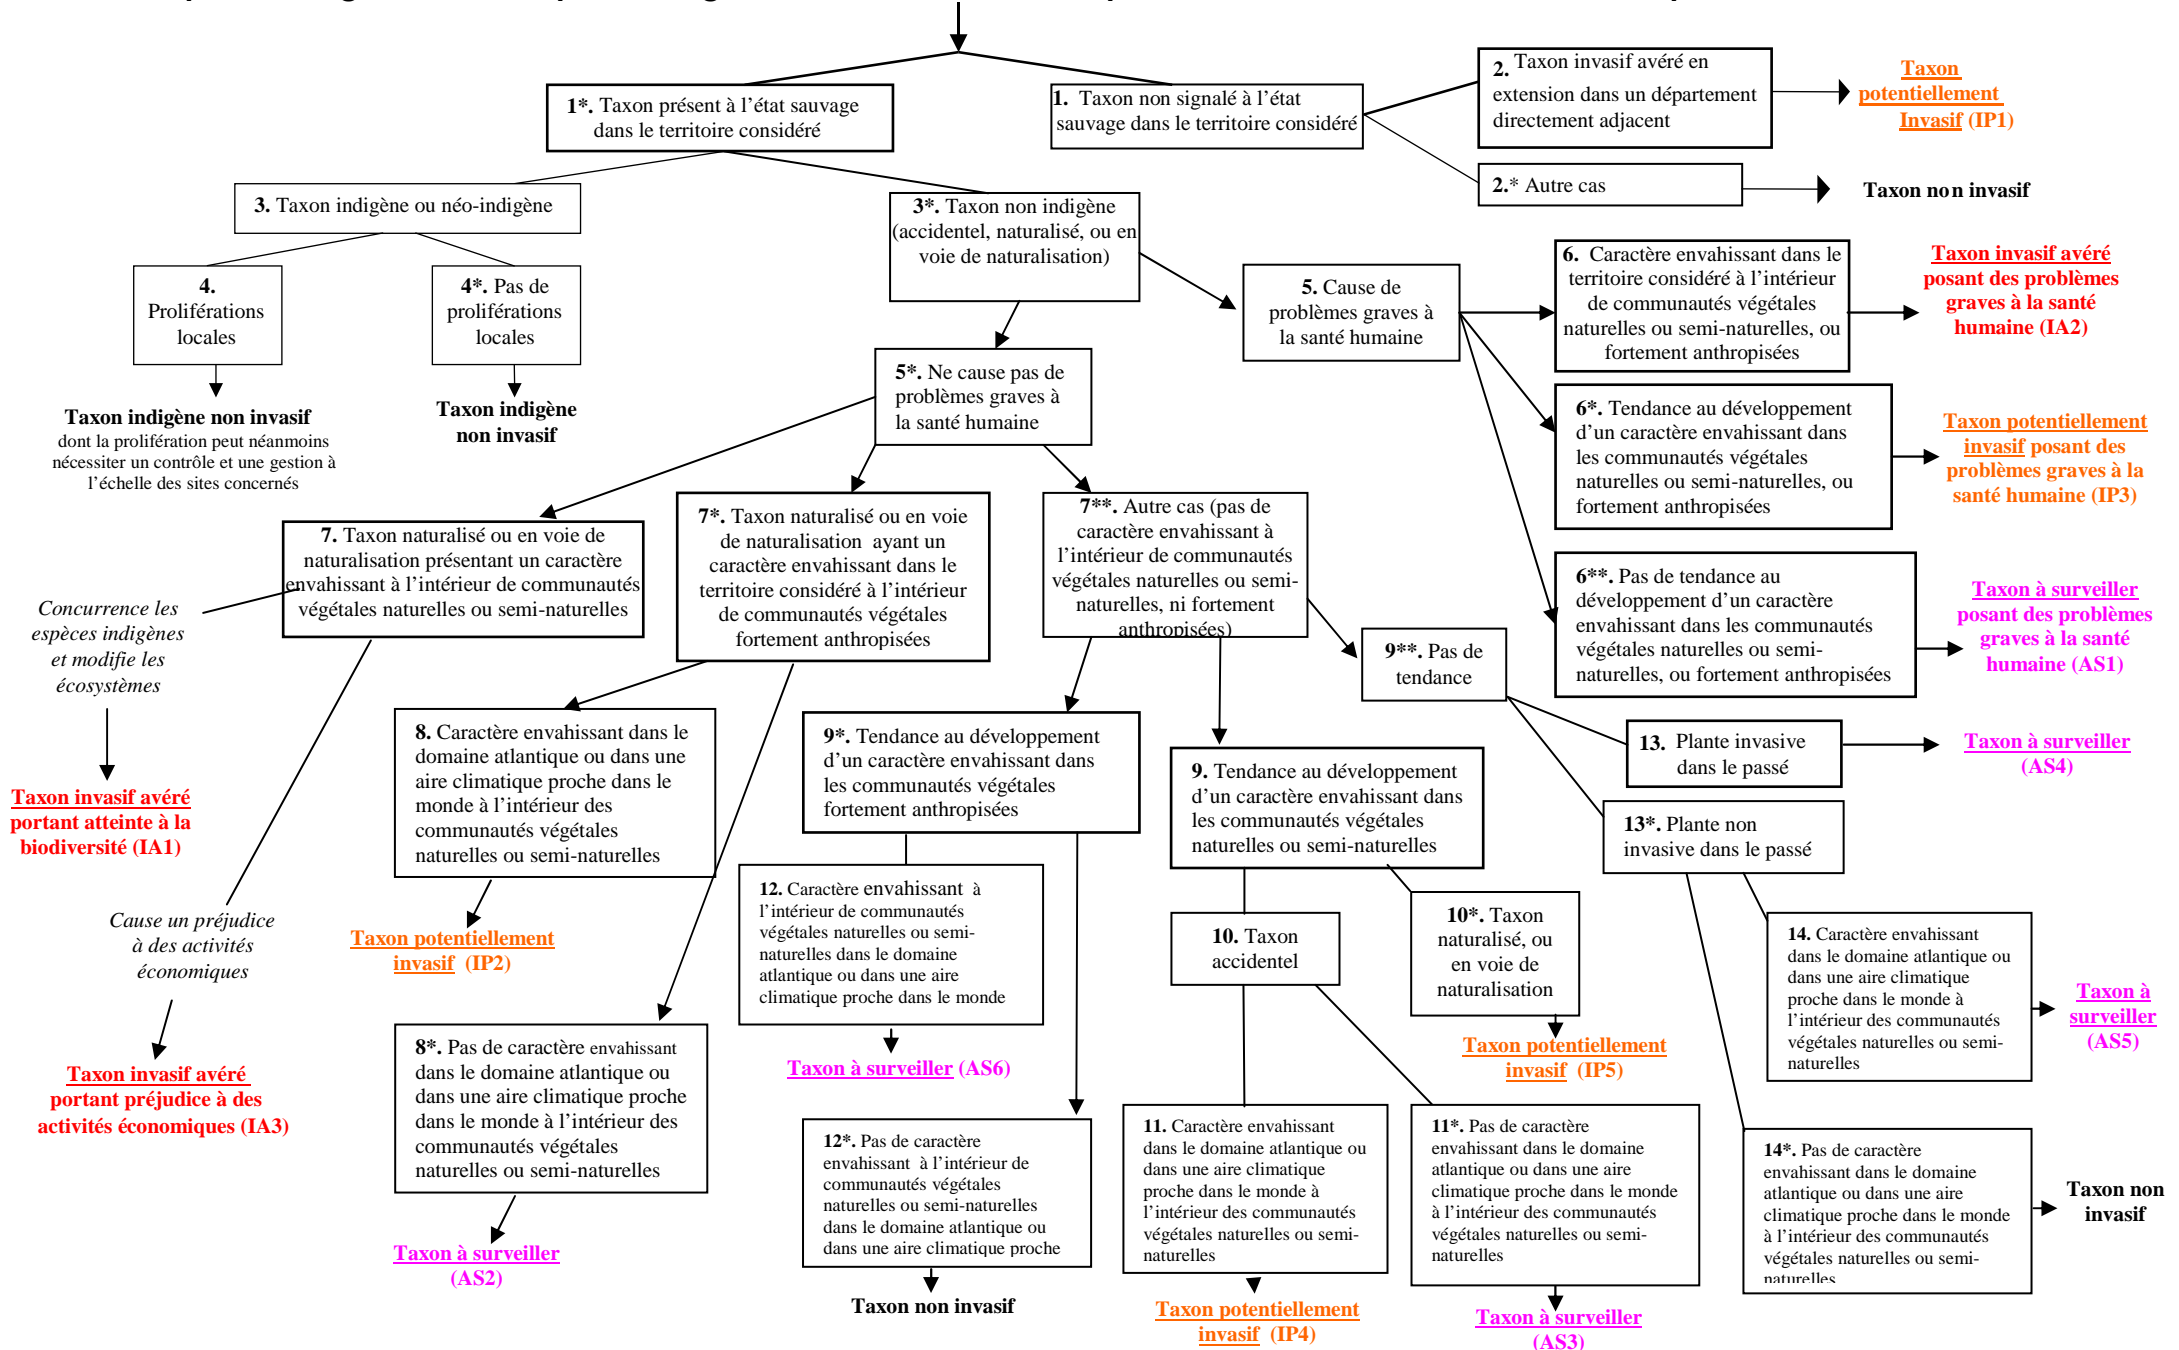 1*. Taxon présent à l'état sauvage
dans le territoire considéré
1. Taxon non signalé à l'état
sauvage dans le territoire considéré
2. Taxon invasif avéré en
extension dans un département
directement adjacent
Taxon
potentiellement
Invasif (IP1)
2.* Autre cas
Taxon non invasif
3. Taxon indigène ou néo-indigène
3*. Taxon non indigène
(accidentel, naturalisé, ou en
voie de naturalisation)
4.
Proliférations
locales
4*. Pas de
proliférations
locales
Taxon indigène non invasif
dont la prolifération peut néanmoins
nécessiter un contrôle et une gestion à
l'échelle des sites concernés
Taxon indigène
non invasif
5. Cause de
problèmes graves à
la santé humaine
5*. Ne cause pas de
problèmes graves à
la santé humaine
6. Caractère envahissant dans le
territoire considéré à l'intérieur
de communautés végétales
naturelles ou semi-naturelles, ou
fortement anthropisées
Taxon invasif avéré
posant des problèmes
graves à la santé
humaine (IA2)
6*. Tendance au développement
d'un caractère envahissant dans
les communautés végétales
naturelles ou semi-naturelles, ou
fortement anthropisées
Taxon potentiellement
invasif posant des
problèmes graves à la
santé humaine (IP3)
6**. Pas de tendance au
développement d'un caractère
envahissant dans les communautés
végétales naturelles ou semi-
naturelles, ou fortement anthropisées
Taxon à surveiller
posant des problèmes
graves à la santé
humaine (AS1)
7. Taxon naturalisé ou en voie de
naturalisation présentant un caractère
envahissant à l'intérieur de communautés
végétales naturelles ou semi-naturelles
7*. Taxon naturalisé ou en voie
de naturalisation ayant un
caractère envahissant dans le
territoire considéré à l'intérieur
de communautés végétales
fortement anthropisées
7**. Autre cas (pas de
caractère envahissant à
l'intérieur de communautés
végétales naturelles ou semi-
naturelles, ni fortement
anthropisées)
Concurrence les
espèces indigènes
et modifie les
écosystèmes
Taxon invasif avéré
portant atteinte à la
biodiversité (IA1)
Cause un préjudice
à des activités
économiques
Taxon invasif avéré
portant préjudice à des
activités économiques (IA3)
8. Caractère envahissant dans le
domaine atlantique ou dans une
aire climatique proche dans le
monde à l'intérieur des
communautés végétales
naturelles ou semi-naturelles
Taxon potentiellement
invasif (IP2)
8*. Pas de caractère envahissant
dans le domaine atlantique ou
dans une aire climatique proche
dans le monde à l'intérieur des
communautés végétales
naturelles ou semi-naturelles
Taxon à surveiller
(AS2)
9*. Tendance au développement
d'un caractère envahissant dans
les communautés végétales
fortement anthropisées
9. Tendance au développement
d'un caractère envahissant dans
les communautés végétales
naturelles ou semi-naturelles
9**. Pas de
tendance
12. Caractère envahissant à
l'intérieur de communautés
végétales naturelles ou semi-
naturelles dans le domaine
atlantique ou dans une aire
climatique proche dans le monde
Taxon à surveiller (AS6)
12*. Pas de caractère
envahissant à l'intérieur de
communautés végétales
naturelles ou semi-naturelles
dans le domaine atlantique ou
dans une aire climatique proche
Taxon non invasif
10. Taxon
accidentel
10*. Taxon
naturalisé, ou
en voie de
naturalisation
Taxon potentiellement
invasif (IP5)
11. Caractère envahissant
dans le domaine atlantique ou
dans une aire climatique
proche dans le monde à
l'intérieur des communautés
végétales naturelles ou semi-
naturelles
Taxon potentiellement
invasif (IP4)
11*. Pas de caractère
envahissant dans le domaine
atlantique ou dans une aire
climatique proche dans le monde
à l'intérieur des communautés
végétales naturelles ou semi-
naturelles
Taxon à surveiller
(AS3)
13. Plante invasive
dans le passé
Taxon à surveiller
(AS4)
13*. Plante non
invasive dans le passé
14. Caractère envahissant
dans le domaine atlantique ou
dans une aire climatique
proche dans le monde à
l'intérieur des communautés
végétales naturelles ou semi-
naturelles
Taxon à
surveiller
(AS5)
14*. Pas de caractère
envahissant dans le domaine
atlantique ou dans une aire
climatique proche dans le monde
à l'intérieur des communautés
végétales naturelles ou semi-
naturelles
Taxon non
invasif